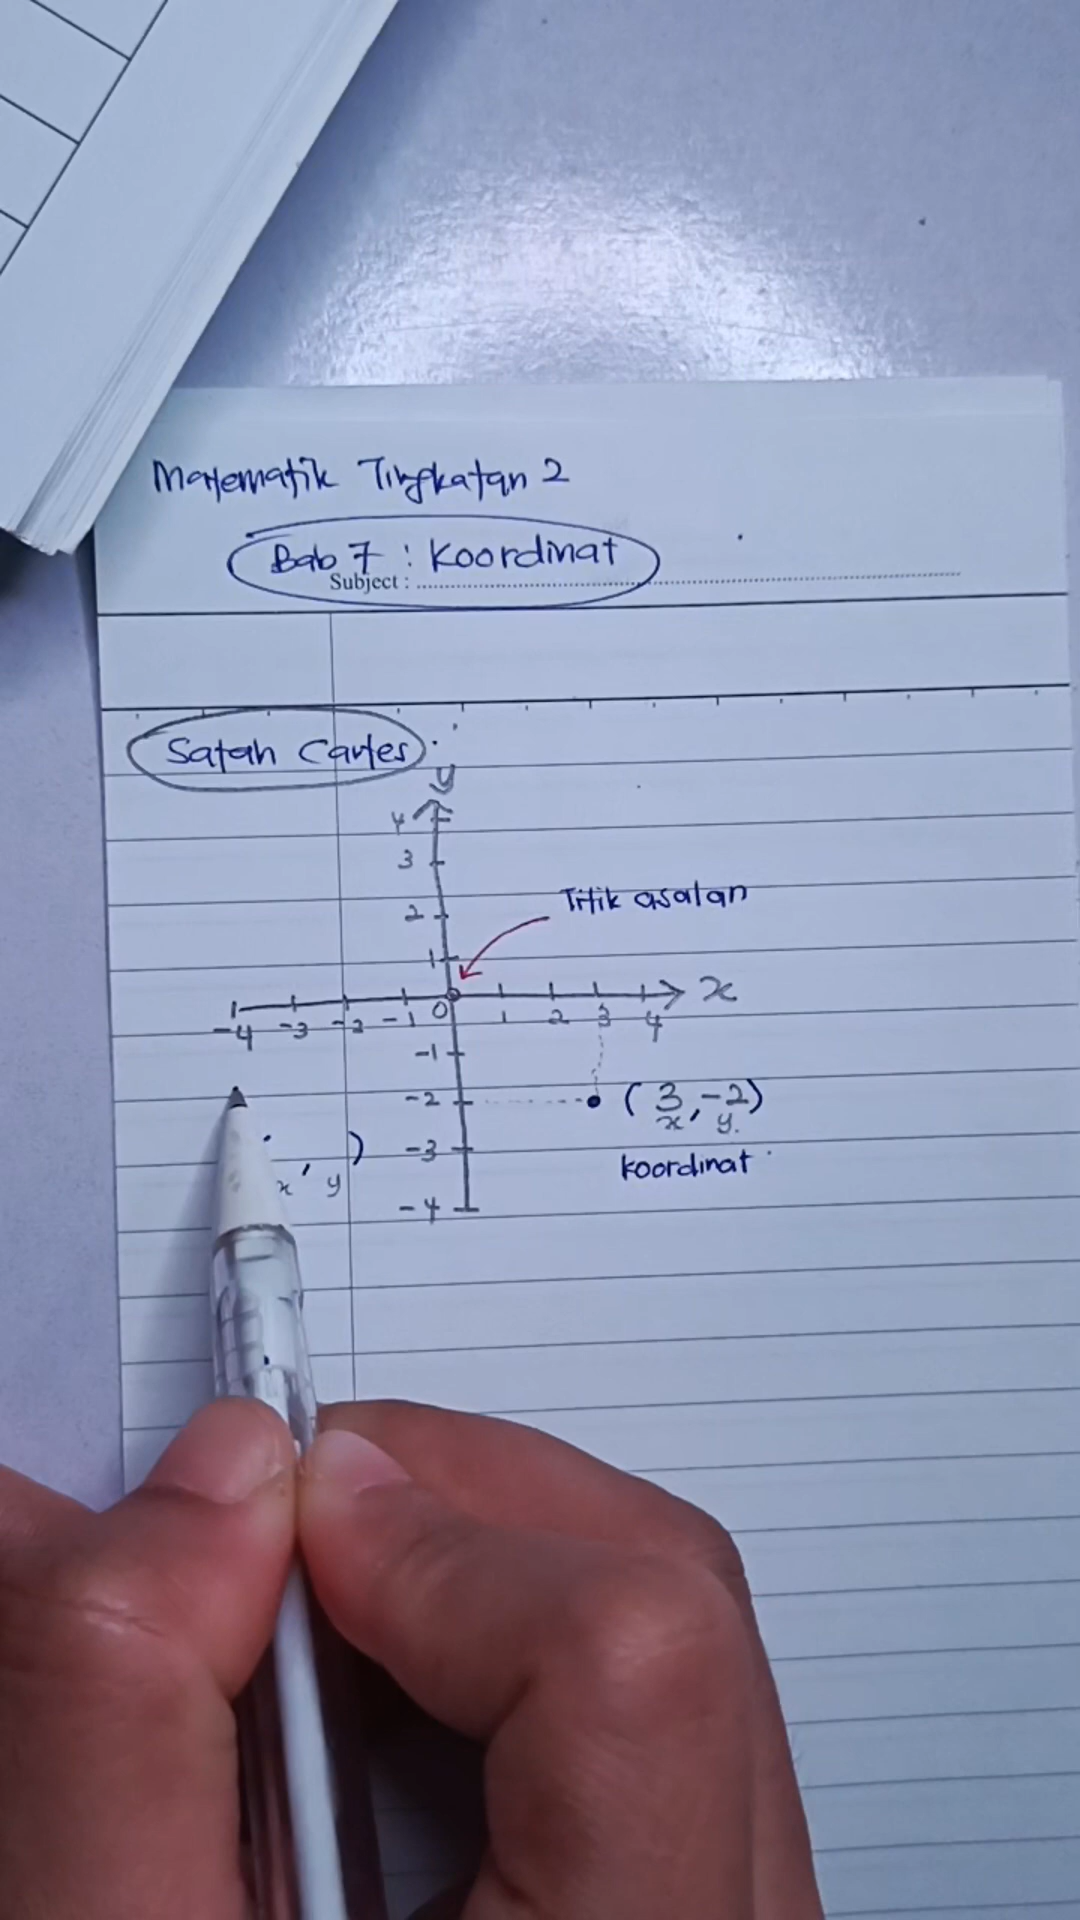 Matematik Tingkatan 2
Bab 7 : Koordinat
Subject :
Satah Cartes
y
4
3
2
Titik asalan
1
x
-4 -3 -2 -1 0 1 2 3 4
-1
-2 (3, -2)
x y.
-3 koordinat
, )
x y
-4